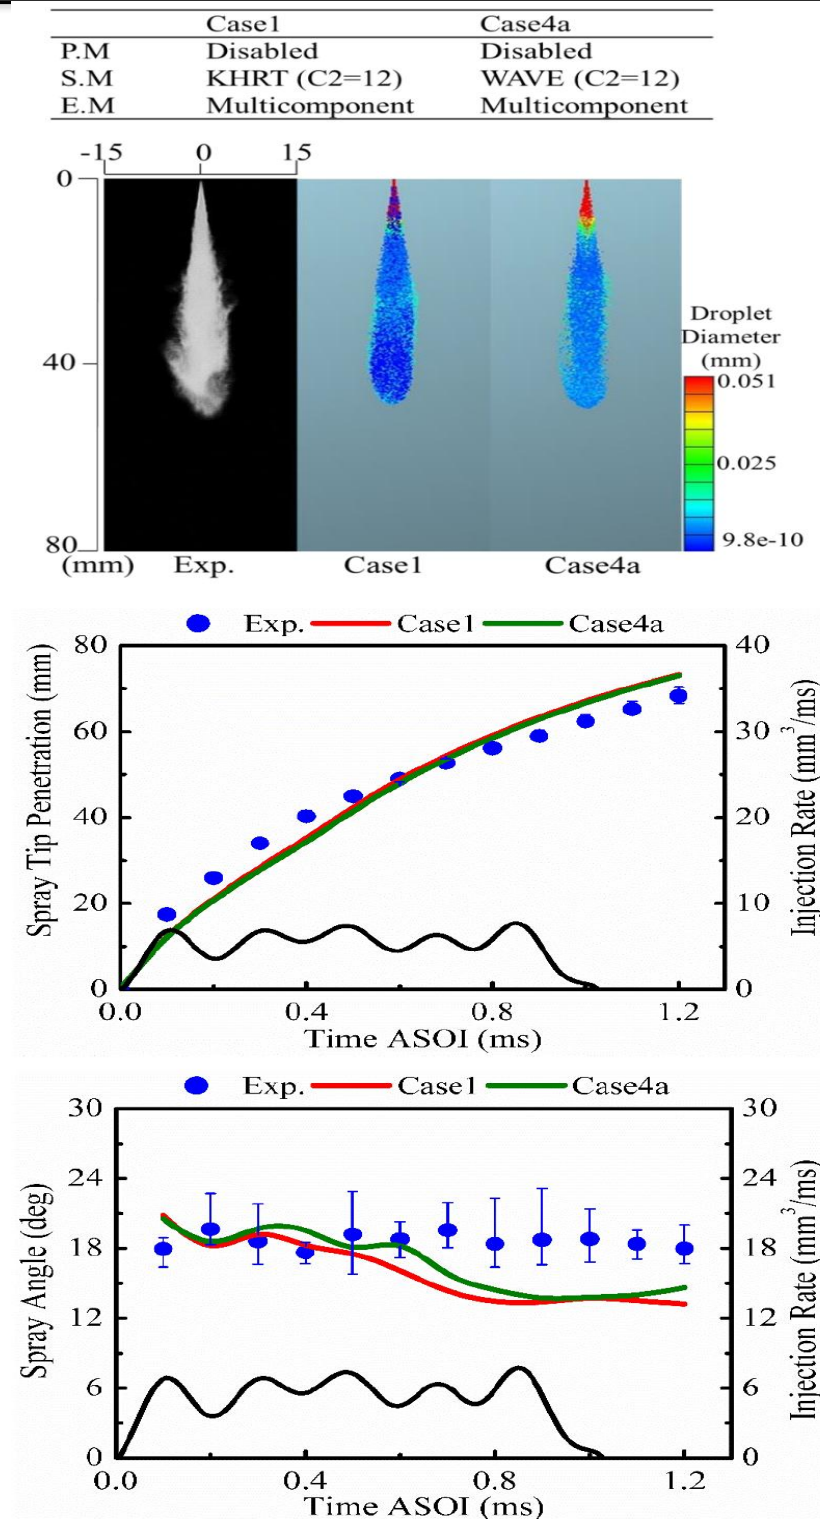 Case1 Case4a
P.M Disabled Disabled
S.M KHRT (C2=12) WAVE (C2=12)
E.M Multicomponent Multicomponent
-15 0 15
0
40
80
(mm) Exp. Case1 Case4a
Droplet
Diameter
(mm)
0.051
0.025
9.8e-10
Exp. Case1 Case4a
Spray Tip Penetration (mm)
80
60
40
20
0
0.0 0.4 0.8 1.2
Time ASOI (ms)
40
30
20
10
0
Injection Rate (mm³/ms)
Exp. Case1 Case4a
Spray Angle (deg)
30
24
18
12
6
0
0.0 0.4 0.8 1.2
Time ASOI (ms)
30
24
18
12
6
0
Injection Rate (mm³/ms)